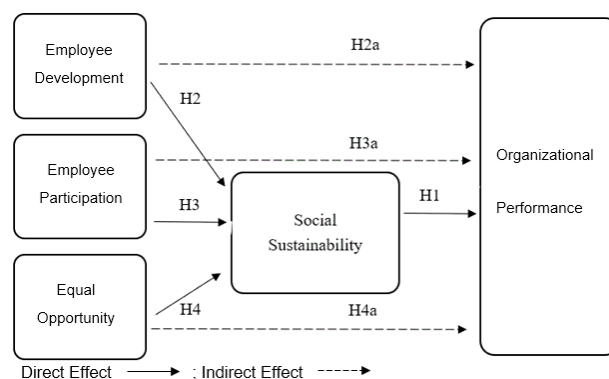 Employee
Development
H2a
H2
Employee
Participation
H3a
H3
Social
Sustainability
H1
Organizational
Performance
Equal
Opportunity
H4
H4a
Direct Effect ; Indirect Effect